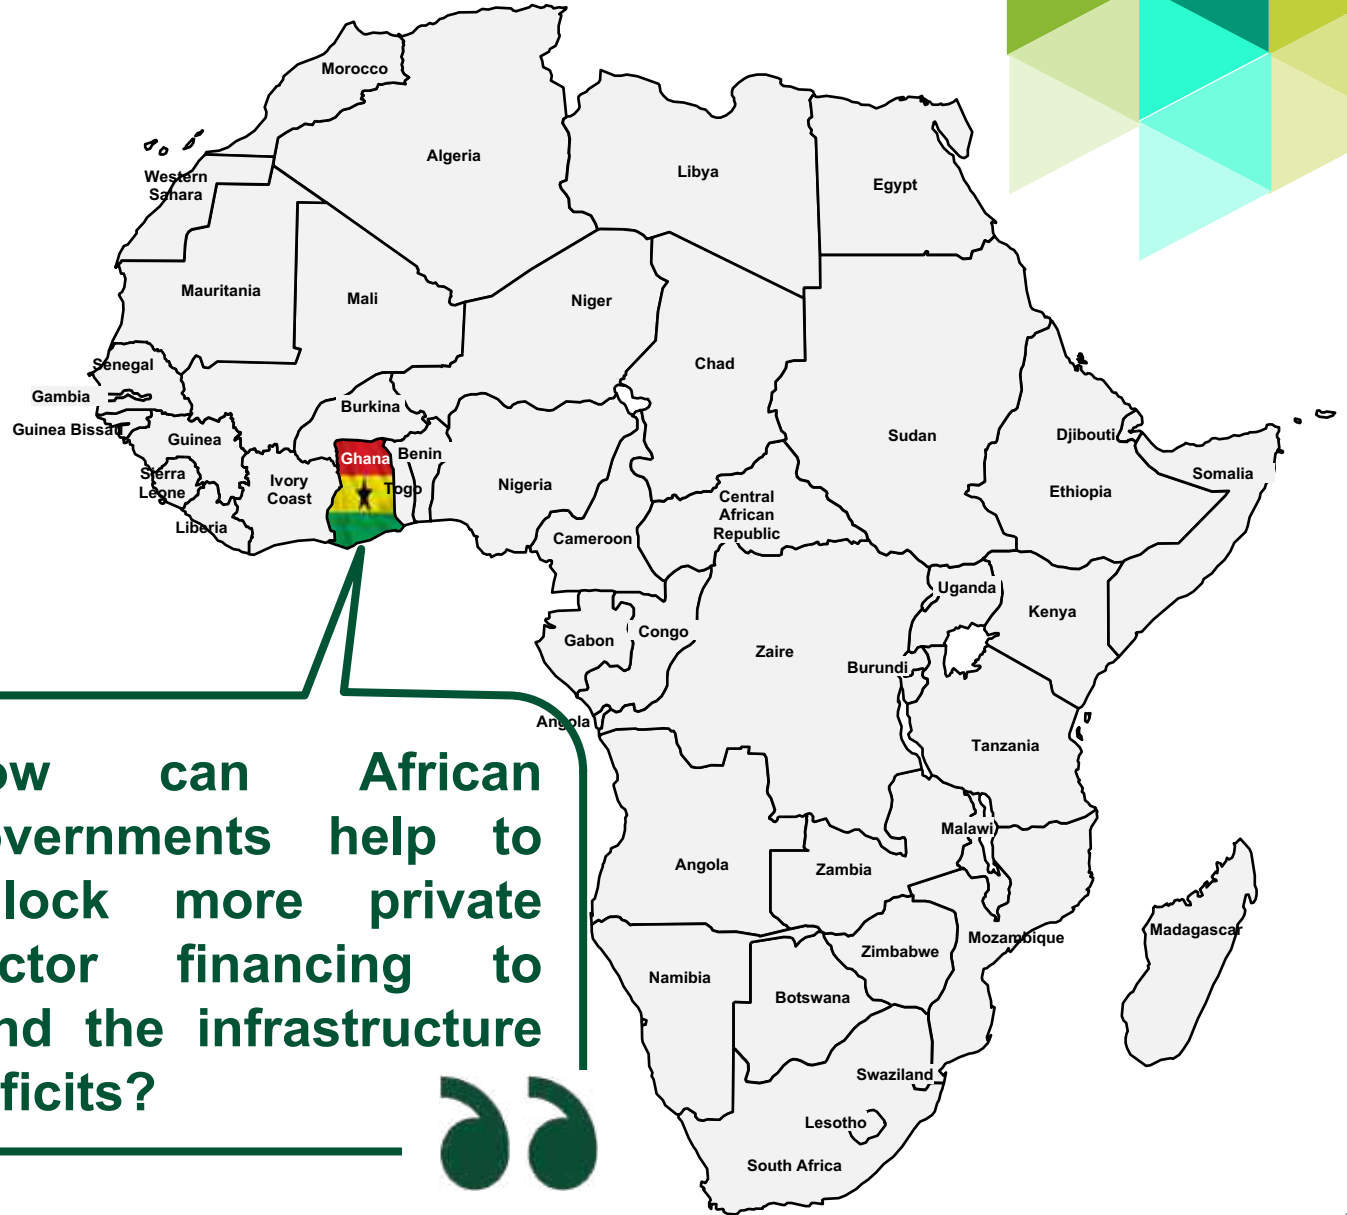 Morocco
Algeria
Libya
Egypt
Western
Sahara
Mauritania
Mali
Niger
Chad
Sudan
Senegal
Gambia
Guinea Bissau
Guinea
Sierra
Leone
Liberia
Ivory
Coast
Burkina
Ghana
Togo
Benin
Nigeria
Cameroon
Central
African
Republic
Djibouti
Ethiopia
Somalia
Uganda
Kenya
Gabon
Congo
Zaire
Burundi
Tanzania
Angola
Angola
Zambia
Malawi
Mozambique
Zimbabwe
Madagascar
Namibia
Botswana
Swaziland
Lesotho
South Africa
ow can African
overnments help to
lock more private
ctor financing to
nd the infrastructure
ficits?
”